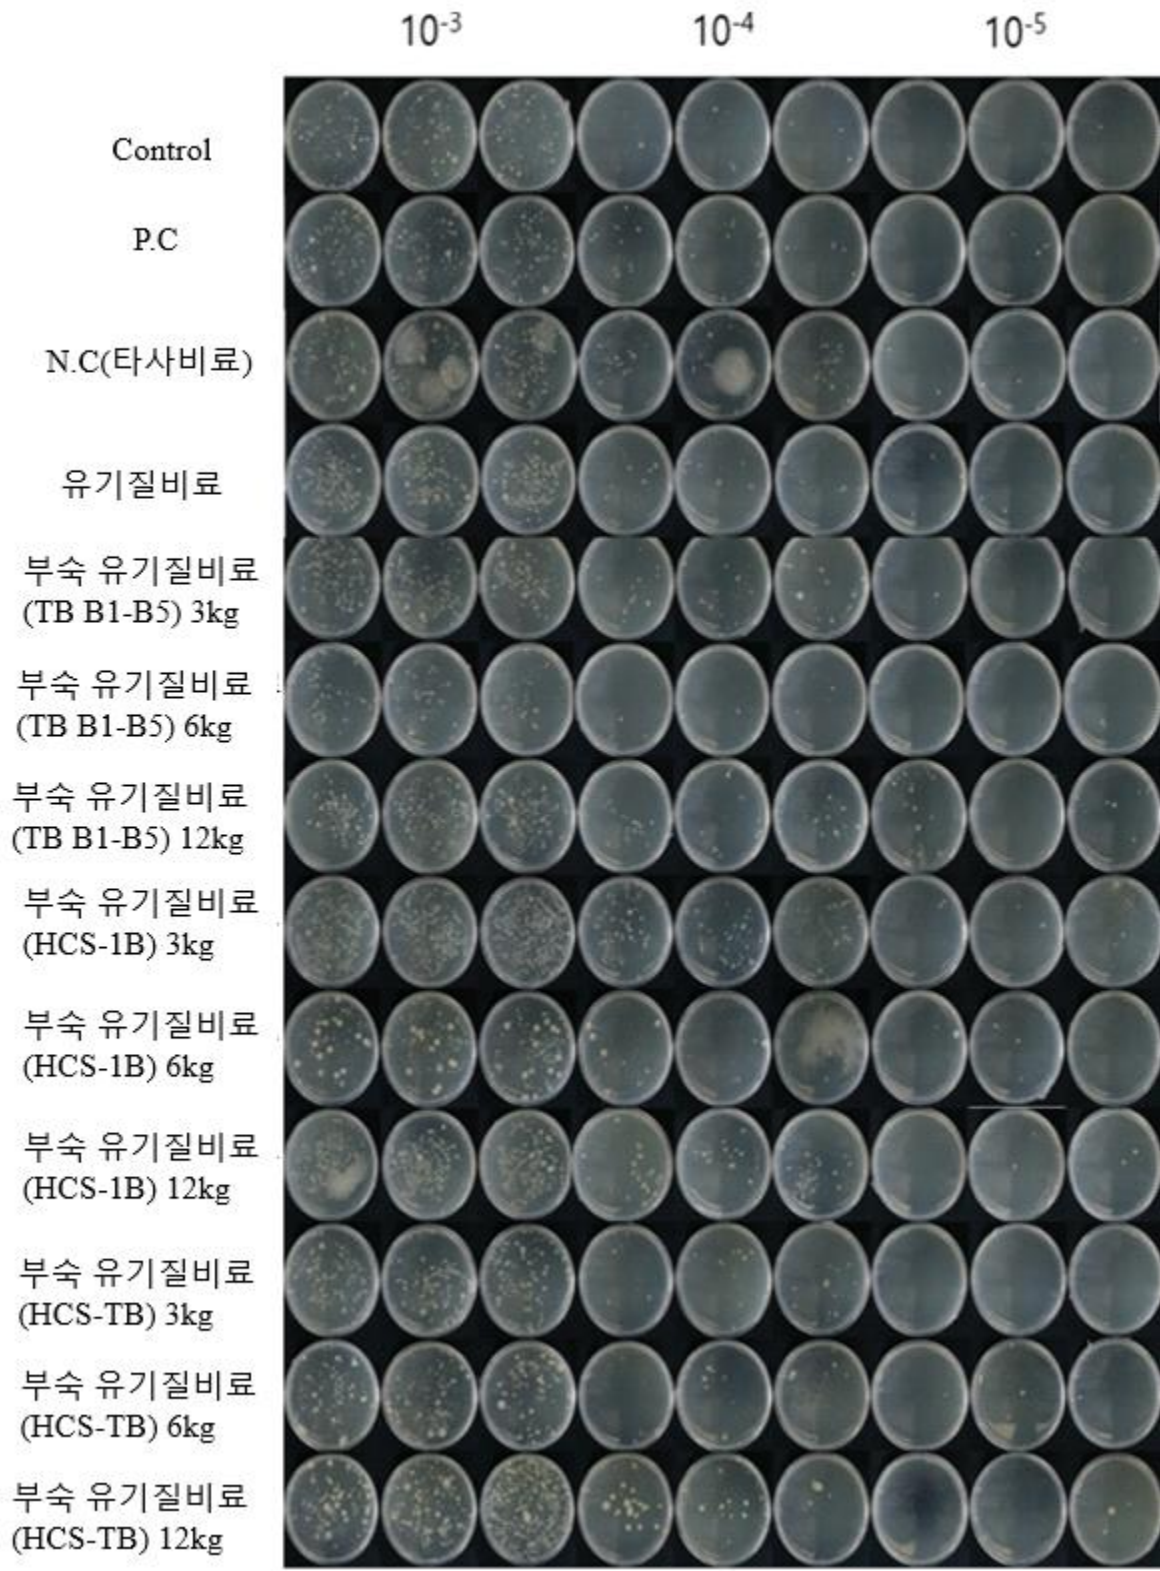 10-3 10-4 10-5
Control
P.C
N.C(타사비료)
유기질비료
부숙 유기질비료
(TB B1-B5) 3kg
부숙 유기질비료
(TB B1-B5) 6kg
부숙 유기질비료
(TB B1-B5) 12kg
부숙 유기질비료
(HCS-1B) 3kg
부숙 유기질비료
(HCS-1B) 6kg
부숙 유기질비료
(HCS-1B) 12kg
부숙 유기질비료
(HCS-TB) 3kg
부숙 유기질비료
(HCS-TB) 6kg
부숙 유기질비료
(HCS-TB) 12kg